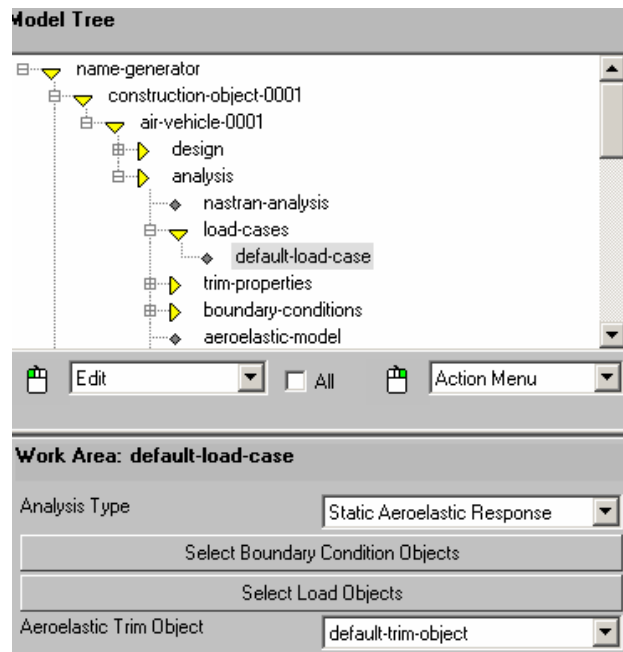 Model Tree
name-generator
construction-object-0001
air-vehicle-0001
design
analysis
nastran-analysis
load-cases
default-load-case
trim-properties
boundary-conditions
aeroelastic-model
Edit All Action Menu
Work Area: default-load-case
Analysis Type Static Aeroelastic Response
Select Boundary Condition Objects
Select Load Objects
Aeroelastic Trim Object default-trim-object